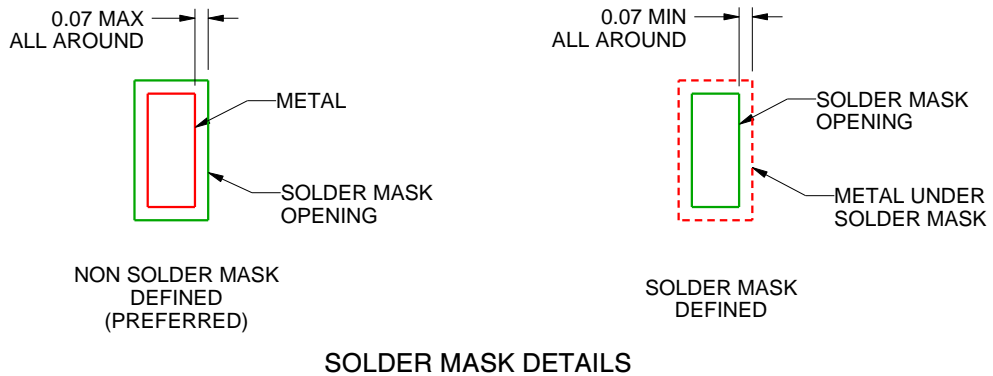 0.07 MAX
ALL AROUND
METAL
SOLDER MASK
OPENING
NON SOLDER MASK
DEFINED
(PREFERRED)
0.07 MIN
ALL AROUND
SOLDER MASK
OPENING
METAL UNDER
SOLDER MASK
SOLDER MASK
DEFINED
SOLDER MASK DETAILS